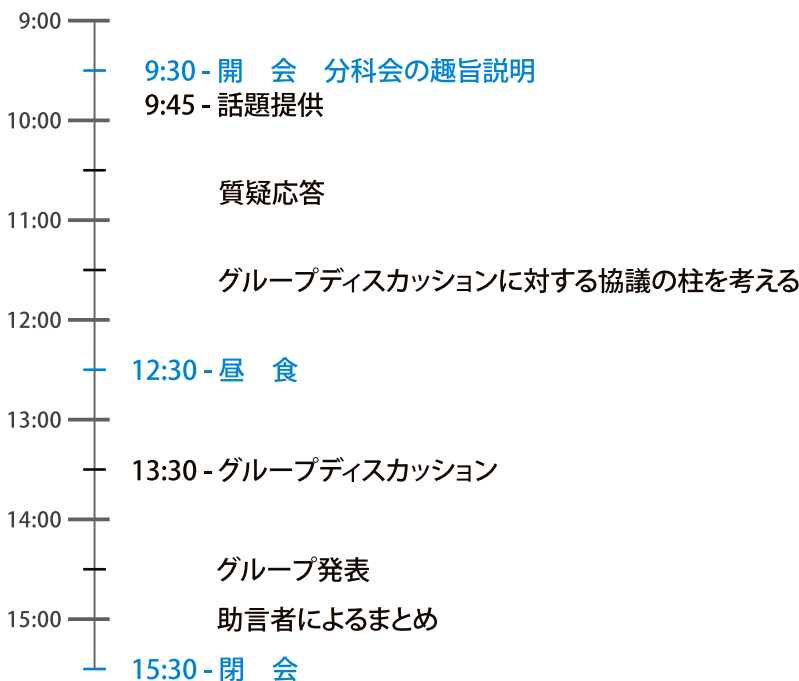 9:00
9:30 - 開　会　分科会の趣旨説明
9:45 - 話題提供
10:00
質疑応答
11:00
グループディスカッションに対する協議の柱を考える
12:00
12:30 - 昼　食
13:00
13:30 - グループディスカッション
14:00
グループ発表
15:00 助言者によるまとめ
15:30 - 閉　会